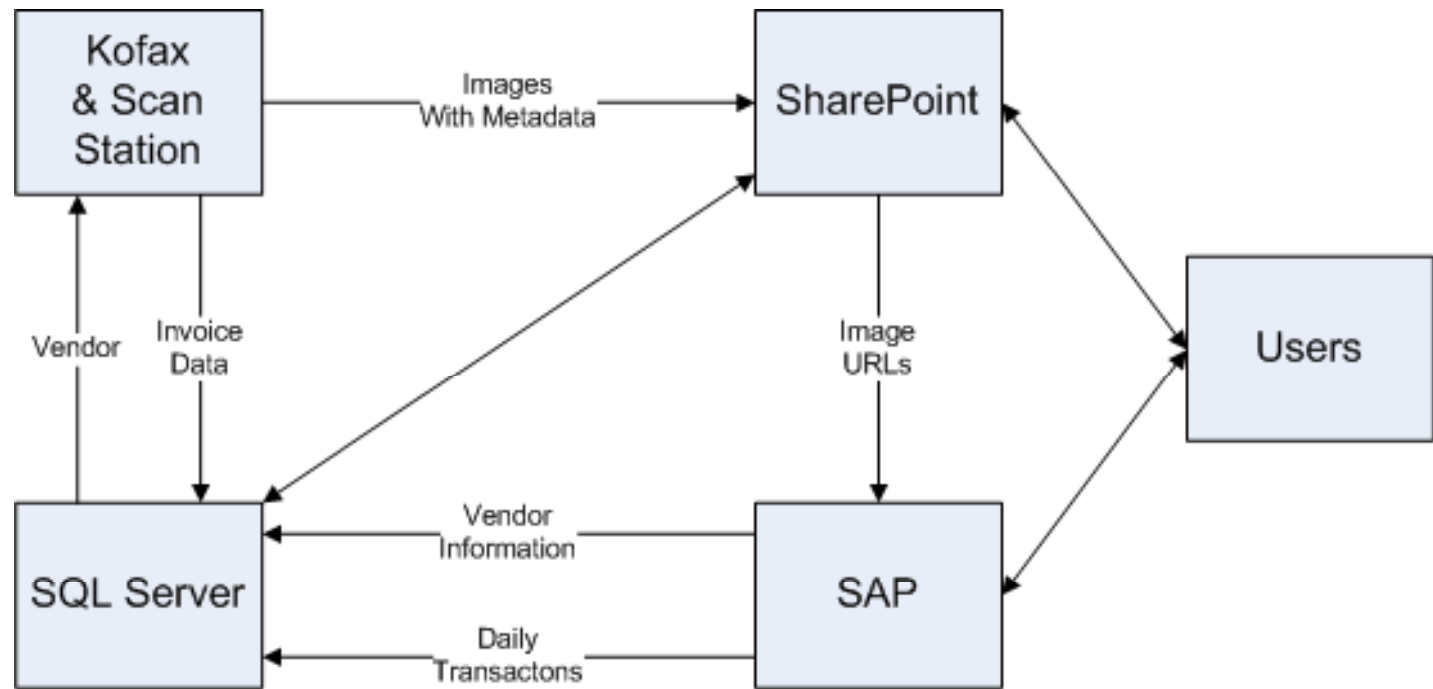 Kofax
& Scan
Station
Images
With Metadata
SharePoint
Vendor
Invoice
Data
Image
URLs
Users
SQL Server
Vendor
Information
Daily
Transactons
SAP